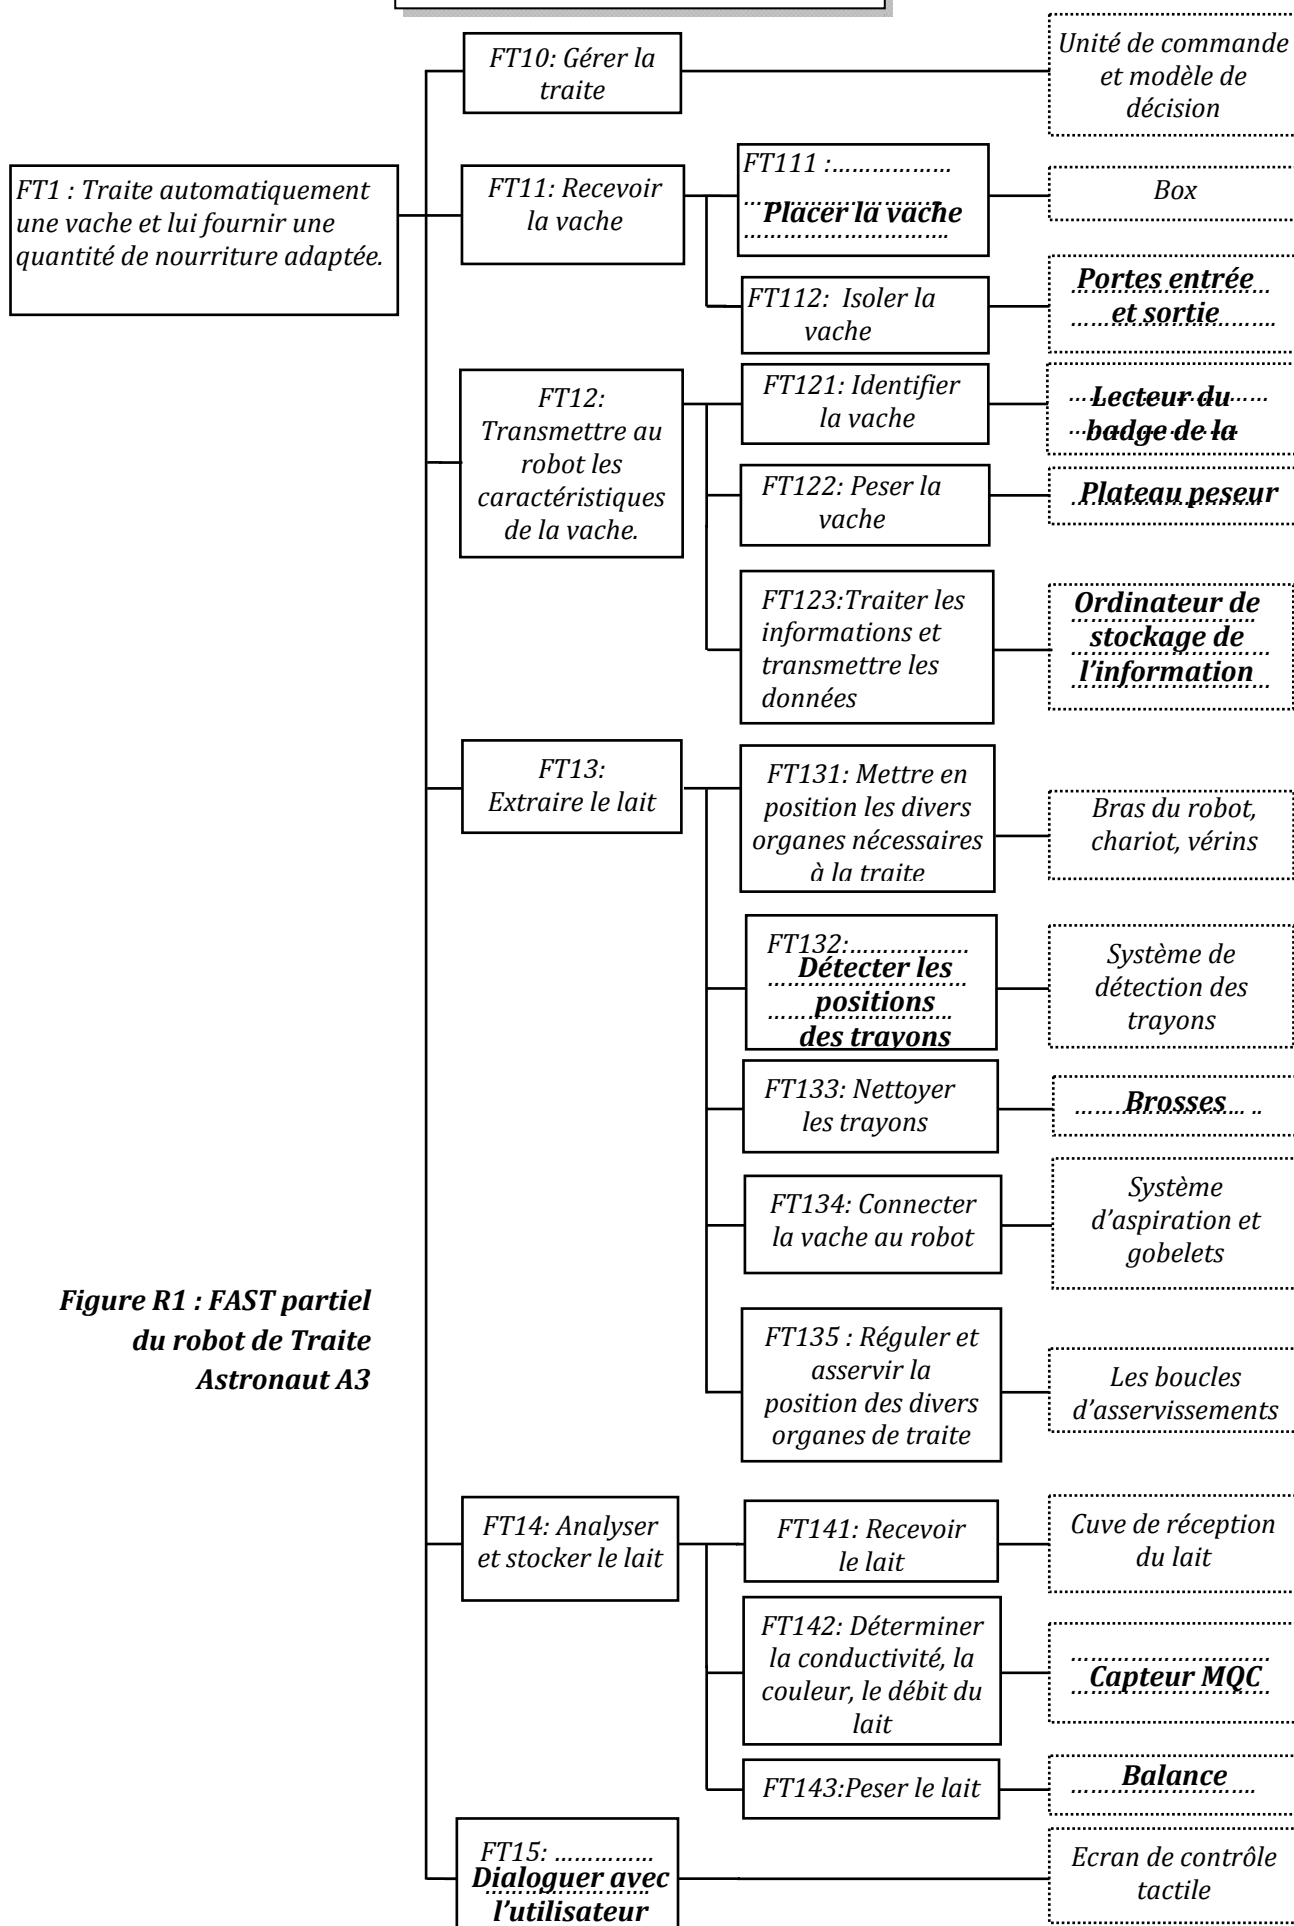 FT10: Gérer la
traite
Unité de commande
et modèle de
décision
FT1 : Traite automatiquement
une vache et lui fournir une
quantité de nourriture adaptée.
FT11: Recevoir
la vache
FT111 :.................
Placer la vache
Box
FT112: Isoler la
vache
Portes entrée
et sortie
FT12:
Transmettre au
robot les
caractéristiques
de la vache.
FT121: Identifier
la vache
Lecteur du
badge de la
FT122: Peser la
vache
Plateau peseur
FT123:Traiter les
informations et
transmettre les
données
Ordinateur de
stockage de
l'information
FT13:
Extraire le lait
FT131: Mettre en
position les divers
organes nécessaires
à la traite
Bras du robot,
chariot, vérins
FT132:.................
Détecter les
positions
des trayons
Système de
détection des
trayons
FT133: Nettoyer
les trayons
Brosses
FT134: Connecter
la vache au robot
Système
d'aspiration et
gobelets
FT135 : Réguler et
asservir la
position des divers
organes de traite
Les boucles
d'asservissements
Figure R1 : FAST partiel
du robot de Traite
Astronaut A3
FT14: Analyser
et stocker le lait
FT141: Recevoir
le lait
Cuve de réception
du lait
FT142: Déterminer
la conductivité, la
couleur, le débit du
lait
Capteur MQC
FT143:Peser le lait
Balance
FT15: ..............
Dialoguer avec
l'utilisateur
Ecran de contrôle
tactile